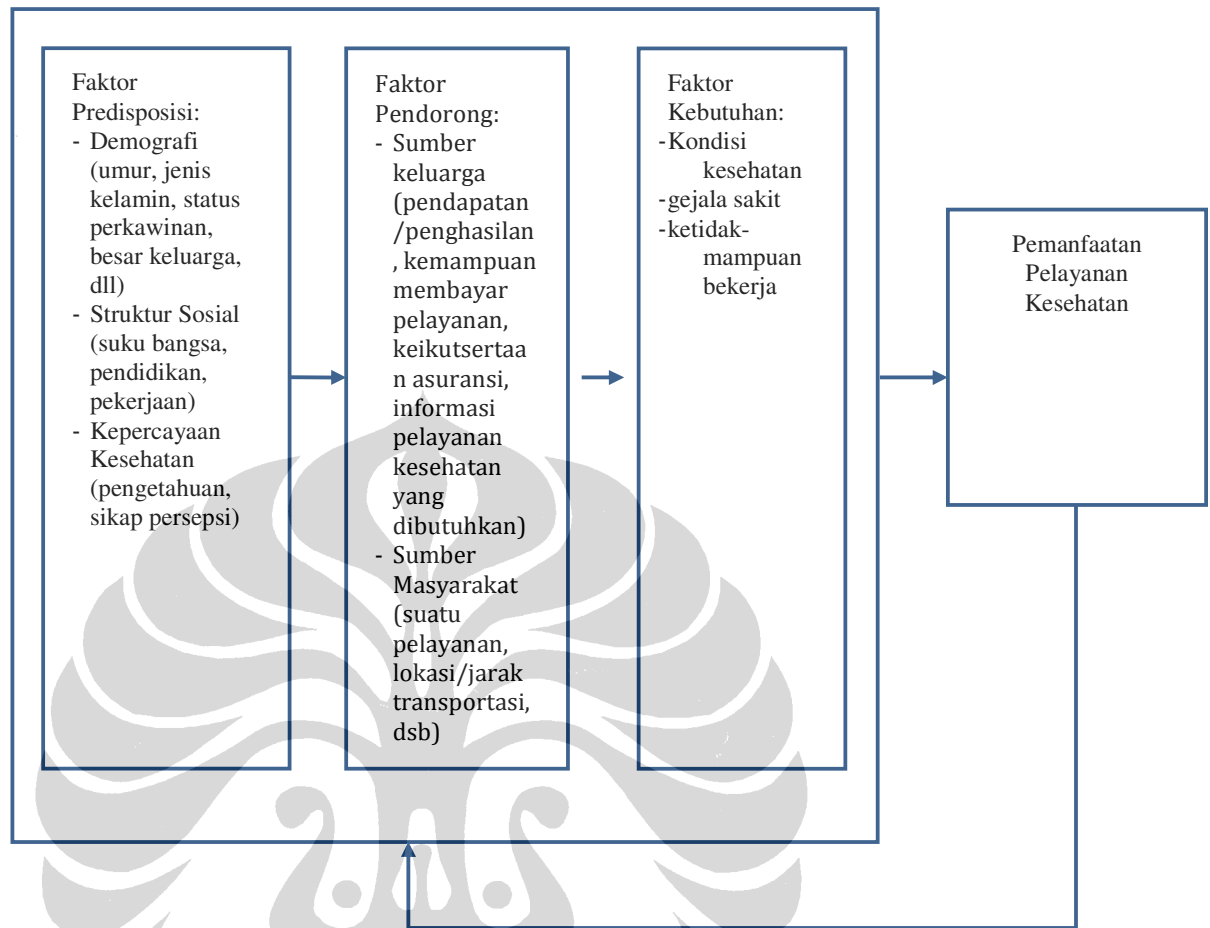 Faktor
Predisposisi:
- Demografi
(umur, jenis
kelamin, status
perkawinan,
besar keluarga,
dll)
- Struktur Sosial
(suku bangsa,
pendidikan,
pekerjaan)
- Kepercayaan
Kesehatan
(pengetahuan,
sikap persepsi)
Faktor
Pendorong:
- Sumber
keluarga
(pendapatan
/penghasilan
, kemampuan
membayar
pelayanan,
keikutsertaa
n asuransi,
informasi
pelayanan
kesehatan
yang
dibutuhkan)
- Sumber
Masyarakat
(suatu
pelayanan,
lokasi/jarak
transportasi,
dsb)
Faktor
Kebutuhan:
-Kondisi
kesehatan
-gejala sakit
-ketidak-
mampuan
bekerja
Pemanfaatan
Pelayanan
Kesehatan